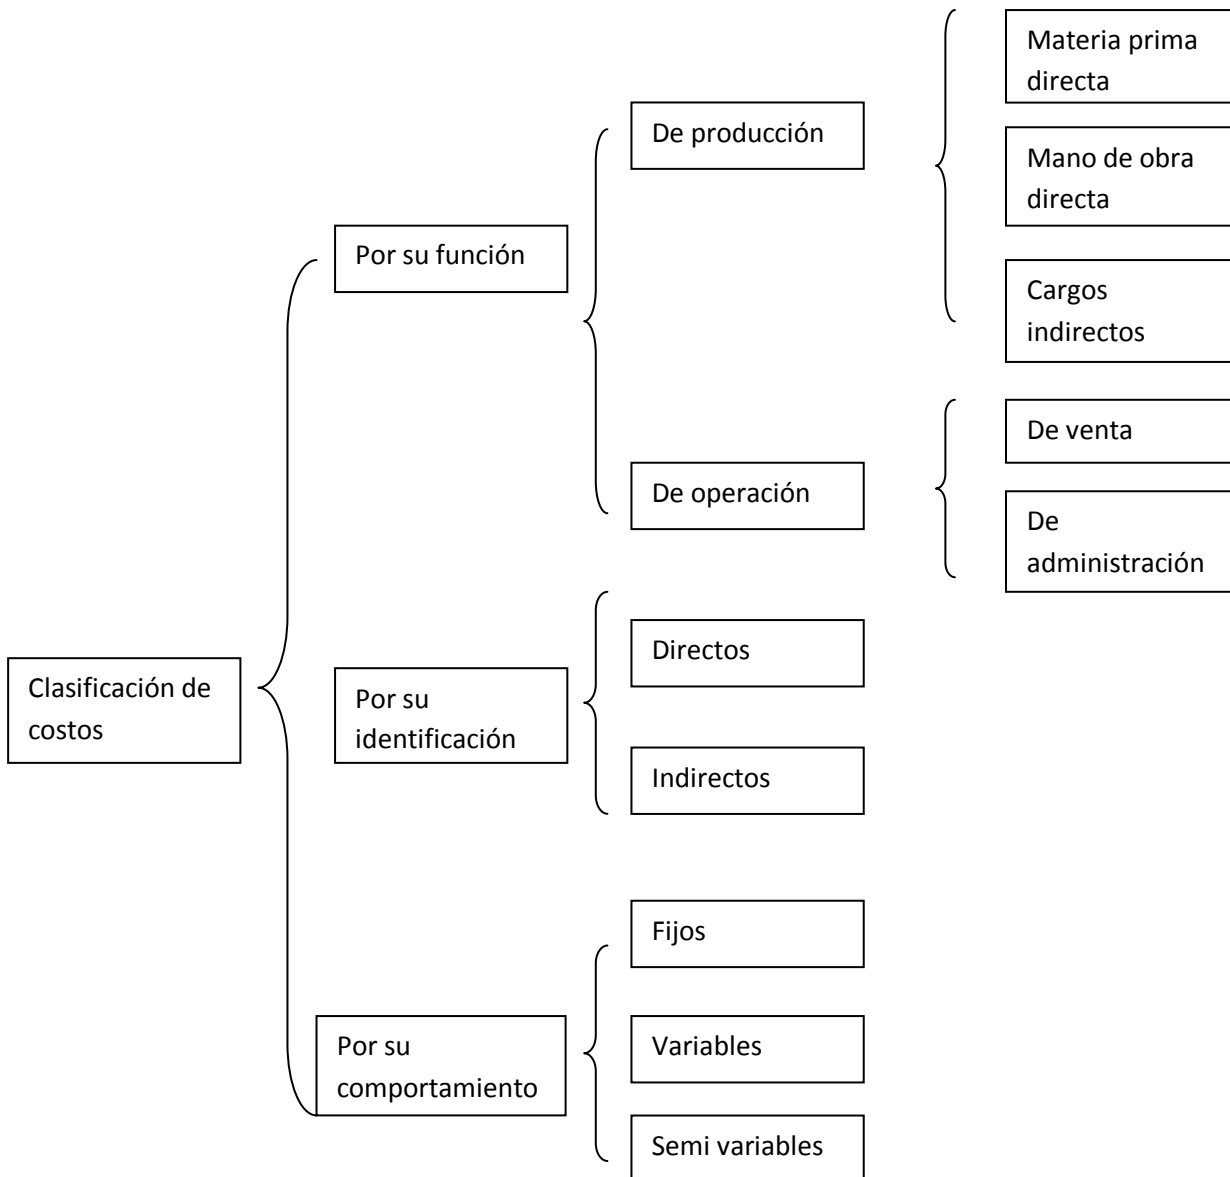 Clasificación de
costos
Por su función
De producción
Materia prima
directa
Mano de obra
directa
Cargos
indirectos
De operación
De venta
De
administración
Por su
identificación
Directos
Indirectos
Por su
comportamiento
Fijos
Variables
Semi variables